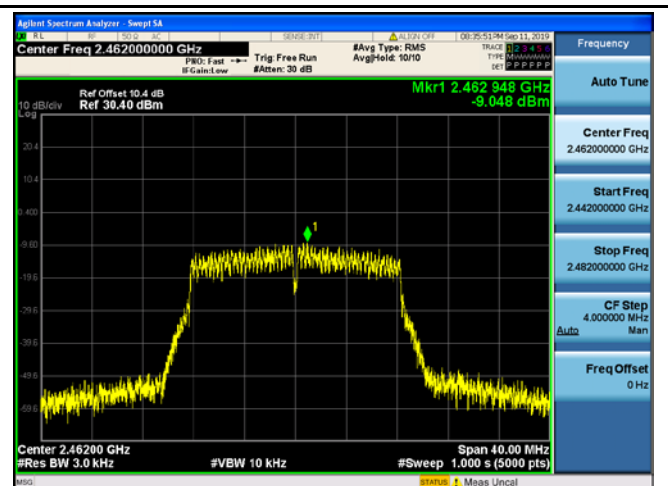 Agilent Spectrum Analyzer - Swept SA
RL RF 50 Ω AC SENSE:INT ALIGN OFF 08:35:51PM Sep 11, 2019
Center Freq 2.462000000 GHz
PNO: Fast
IFGain:Low
Trig: Free Run
#Atten: 30 dB
#Avg Type: RMS
Avg|Hold: 10/10
TRACE 1 2 3 4 5 6
TYPE
DET P P P P P P
Frequency
Mkr1 2.462 948 GHz
-9.048 dBm
Ref Offset 10.4 dB
10 dB/div Ref 30.40 dBm
Log
20.4
10.4
0.400
-9.60
-19.6
-29.6
-39.6
-49.6
-59.6
1
Center 2.46200 GHz
Span 40.00 MHz
#Res BW 3.0 kHz
#VBW 10 kHz
#Sweep 1.000 s (5000 pts)
Auto Tune
Center Freq
2.462000000 GHz
Start Freq
2.442000000 GHz
Stop Freq
2.482000000 GHz
CF Step
4.000000 MHz
Auto Man
Freq Offset
0 Hz
MSG
STATUS Meas Uncal